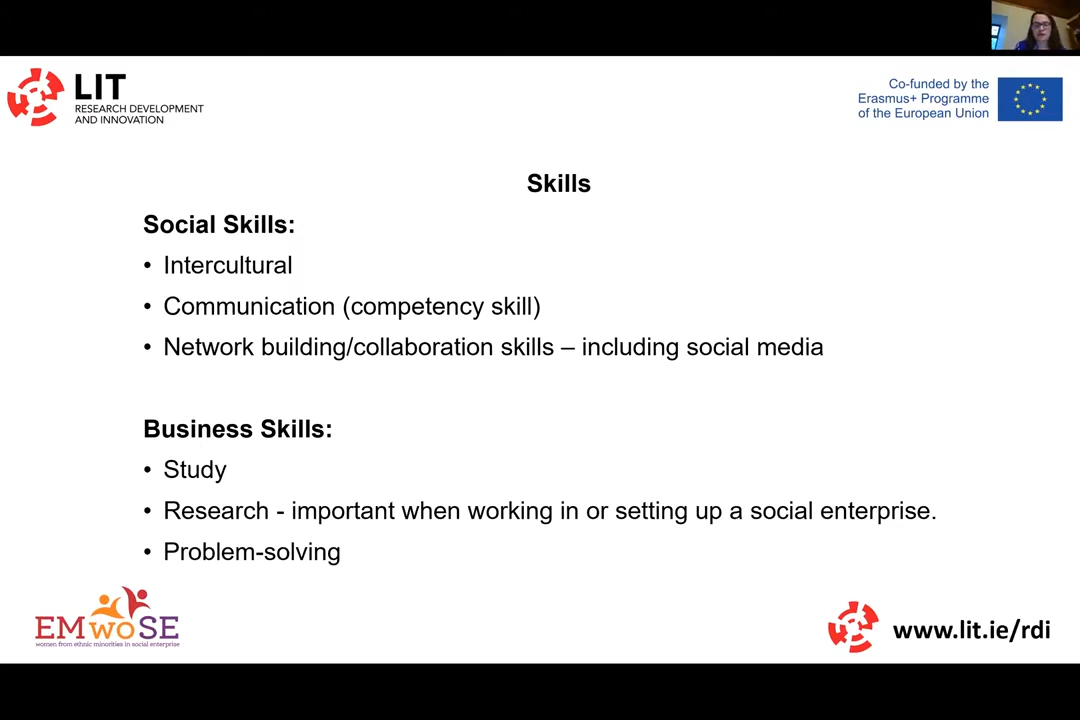 LIT
RESEARCH DEVELOPMENT
AND INNOVATION
Co-funded by the
Erasmus+ Programme
of the European Union
Skills
Social Skills:
• Intercultural
• Communication (competency skill)
• Network building/collaboration skills – including social media
Business Skills:
• Study
• Research - important when working in or setting up a social enterprise.
• Problem-solving
EMwoSE
women from ethnic minorities in social enterprise
www.lit.ie/rdi